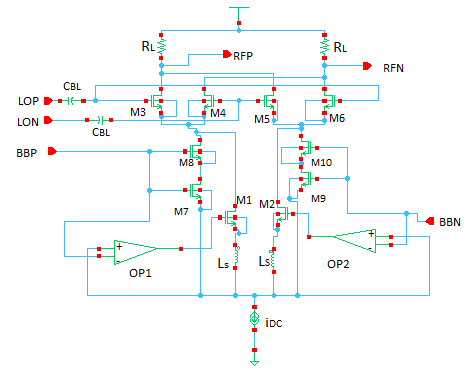 RL
RL
RFP
RFN
CBL
LOP
M3
M4
M5
M6
LON
CBL
BBP
M8
M10
M7
M1
M2
M9
BBN
+
-
+
-
Ls
Ls
OP1
OP2
iDC